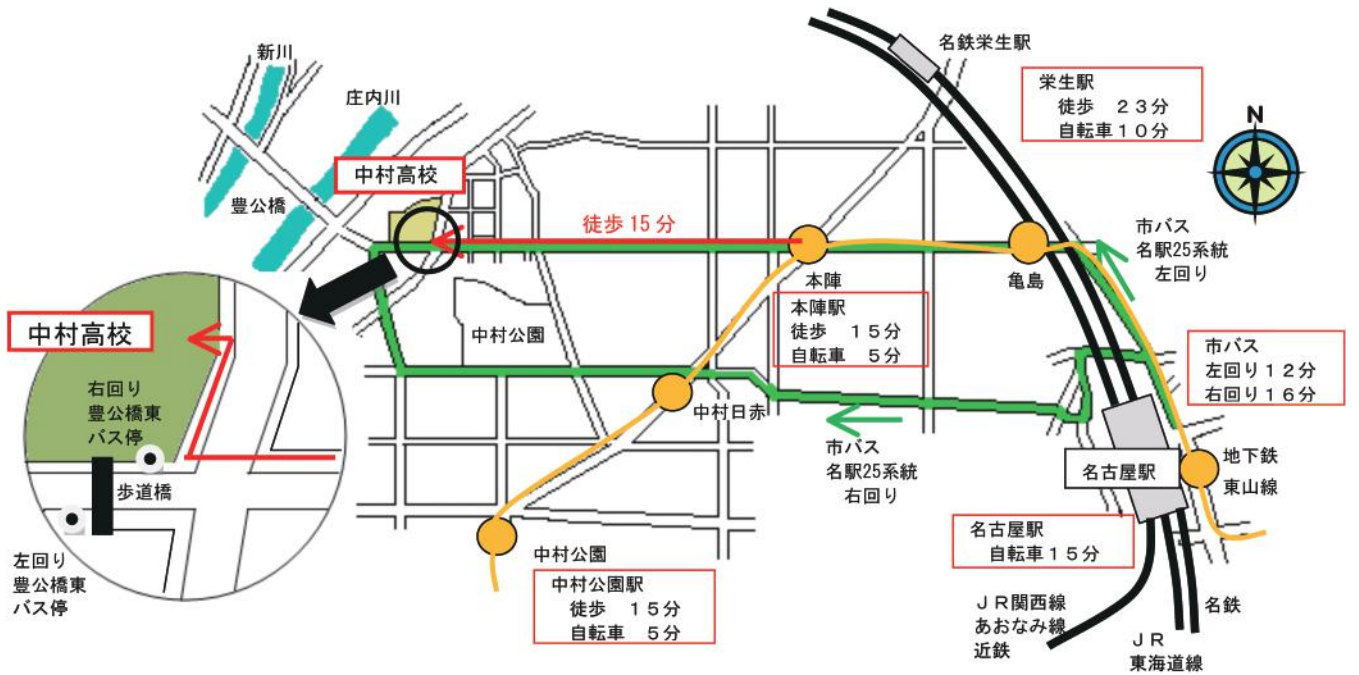 新川
庄内川
豊公橋
中村高校
徒歩15分
名鉄栄生駅
栄生駅
徒歩 23分
自転車10分
N
市バス
名駅25系統
左回り
亀島
本陣
本陣駅
徒歩 15分
自転車 5分
市バス
左回り12分
右回り16分
中村公園
中村日赤
市バス
名駅25系統
右回り
名古屋駅
地下鉄
東山線
名古屋駅
自転車15分
中村公園
中村公園駅
徒歩 15分
自転車 5分
JR関西線
あおなみ線
近鉄
JR
東海道線
名鉄
中村高校
右回り
豊公橋東
バス停
歩道橋
左回り
豊公橋東
バス停